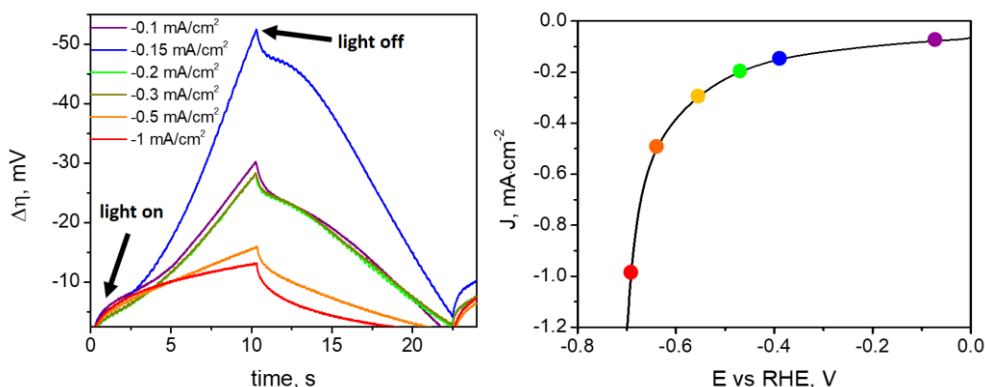 -0.1 mA/cm²
-0.15 mA/cm²
-0.2 mA/cm²
-0.3 mA/cm²
-0.5 mA/cm²
-1 mA/cm²
light off
light on
-50
-40
-30
-20
-10
Δη, mV
0 5 10 15 20
time, s
0.0
-0.2
-0.4
-0.6
-0.8
-1.0
-1.2
J, mA·cm⁻²
-0.8 -0.6 -0.4 -0.2 0.0
E vs RHE, V